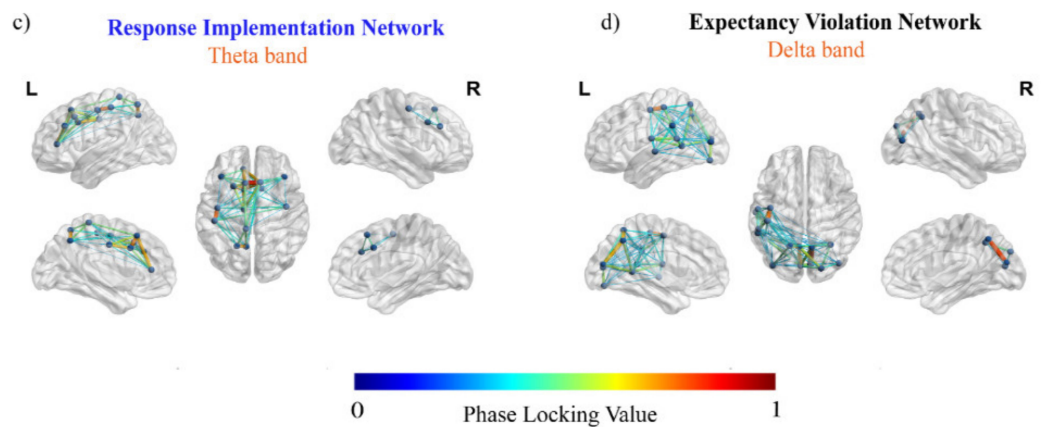 c)
Response Implementation Network
Theta band
L
R
d)
Expectancy Violation Network
Delta band
L
R
0
Phase Locking Value
1